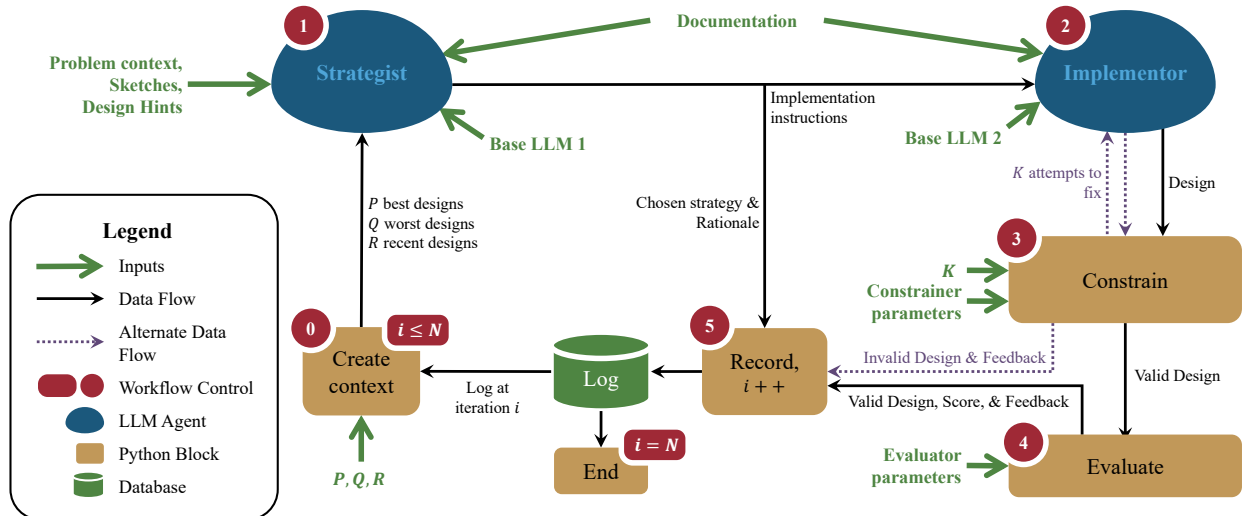 1
Documentation
2
Problem context,
Sketches,
Design Hints
Strategist
Implementor
Implementation
instructions
Base LLM 1
Base LLM 2
K attempts to
fix
Design
P best designs
Q worst designs
R recent designs
Chosen strategy &
Rationale
Legend
Inputs
Data Flow
Alternate Data
Flow
Workflow Control
LLM Agent
Python Block
Database
3
K
Constrainer
parameters
Constrain
0
i ≤ N
Create
context
Log at
iteration i
Log
5
Record,
i + +
Invalid Design & Feedback
Valid Design
Valid Design, Score, & Feedback
P, Q, R
i = N
End
4
Evaluator
parameters
Evaluate